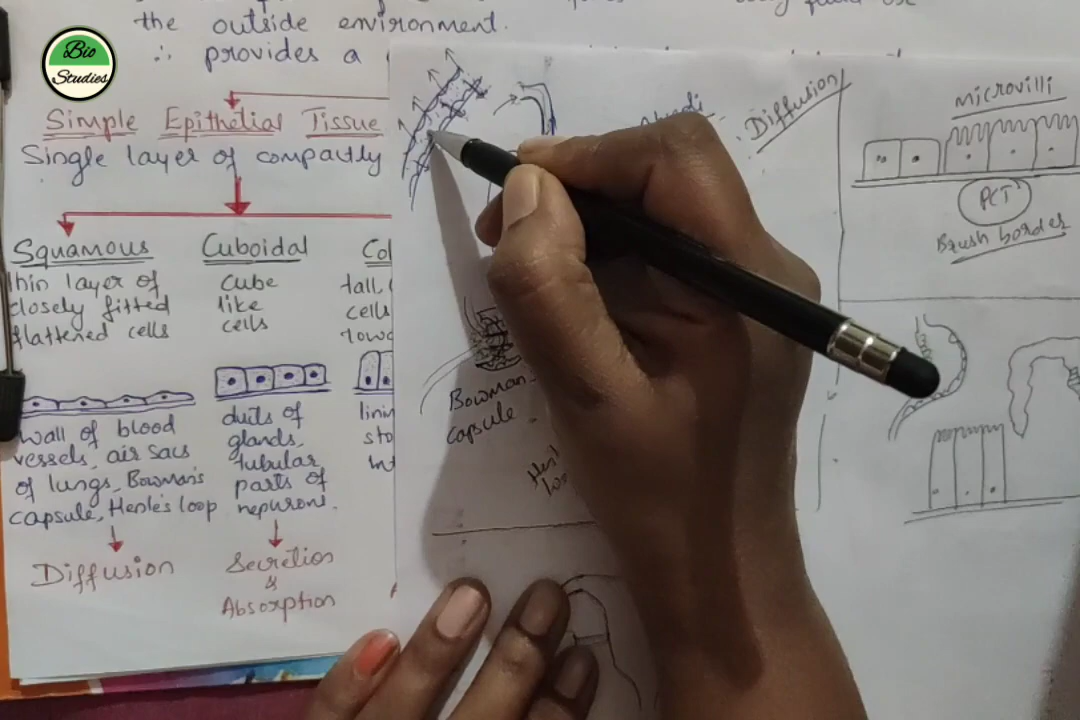 the outside environment.
∴ provides a
Bio
Studies
Simple Epithelial Tissue
Single layer of compactly
Squamous
thin layer of
closely fitted
flattened cells
wall of blood
vessels, air sacs
of lungs, Bowman's
capsule, Henle's loop
Diffusion
Cuboidal
cube
like
cells
ducts of
glands,
tubular
parts of
nephrons.
Secretion
&
Absorption
Col
tall,
cells
Bowman
capsule
Diffusion
Microvilli
PCT
Brush border